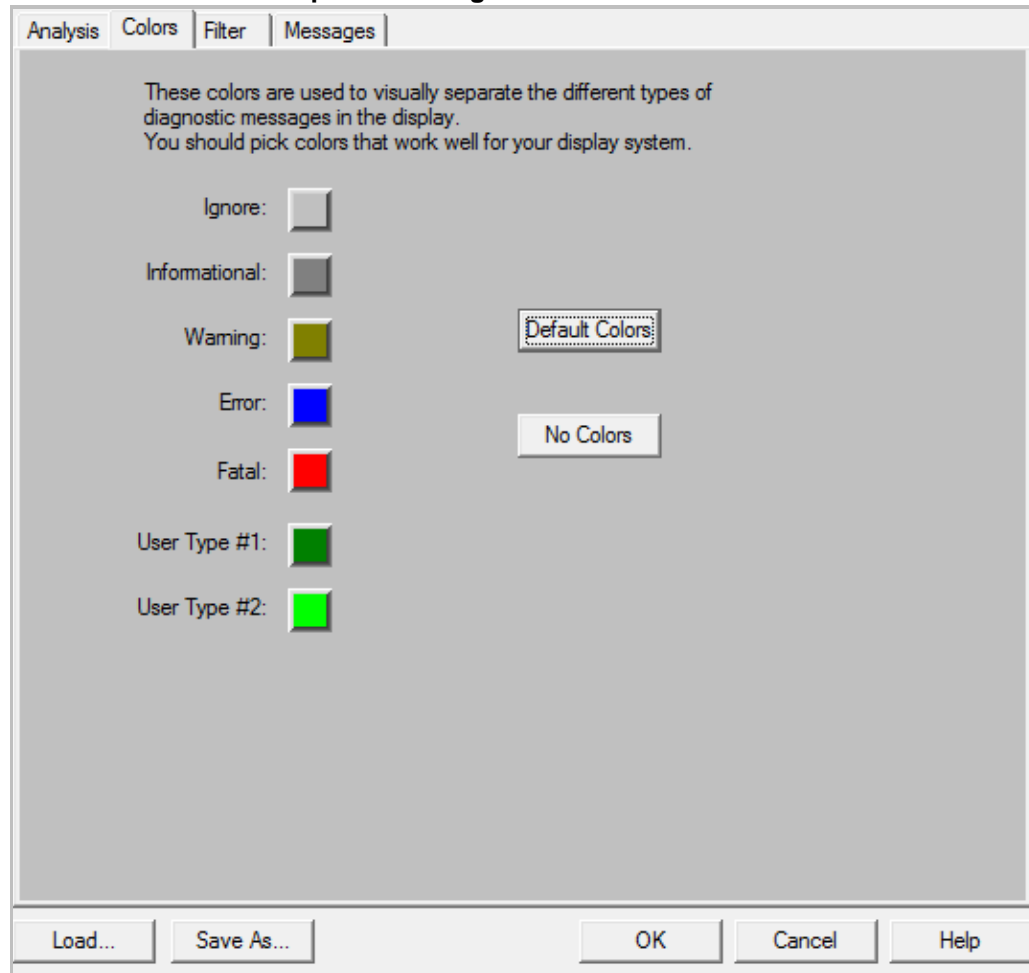 Analysis Colors Filter Messages
These colors are used to visually separate the different types of
diagnostic messages in the display.
You should pick colors that work well for your display system.
Ignore:
Informational:
Warning:
Default Colors
Error:
No Colors
Fatal:
User Type #1:
User Type #2:
Load... Save As... OK Cancel Help